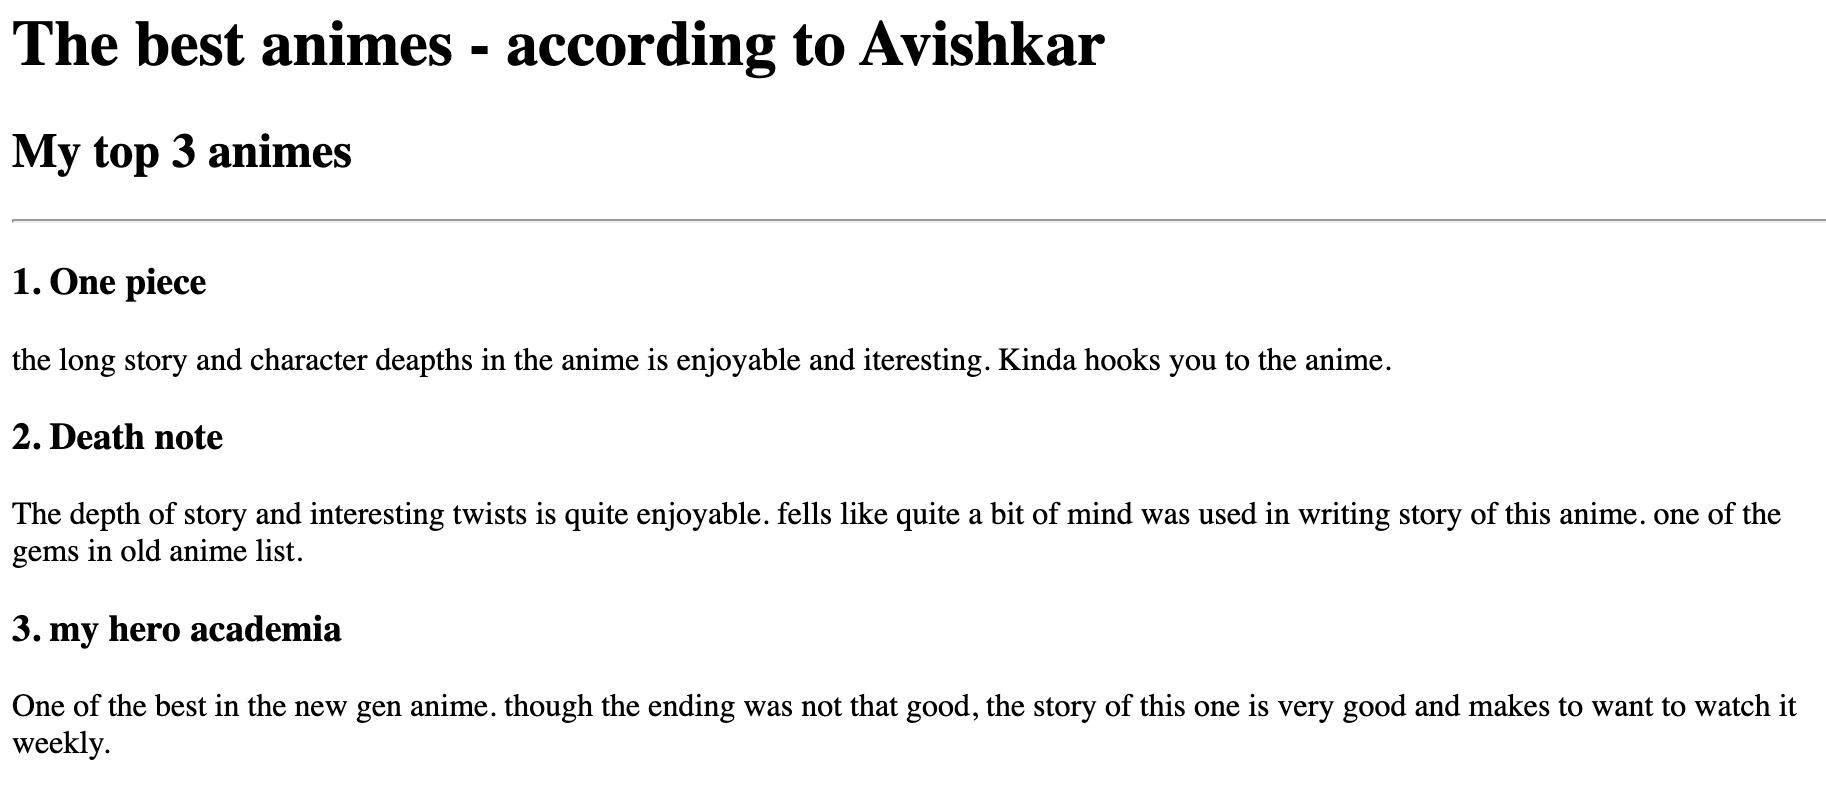 The best animes - according to Avishkar
My top 3 animes
1. One piece
the long story and character deapths in the anime is enjoyable and iteresting. Kinda hooks you to the anime.
2. Death note
The depth of story and interesting twists is quite enjoyable. fells like quite a bit of mind was used in writing story of this anime. one of the
gems in old anime list.
3. my hero academia
One of the best in the new gen anime. though the ending was not that good, the story of this one is very good and makes to want to watch it
weekly.